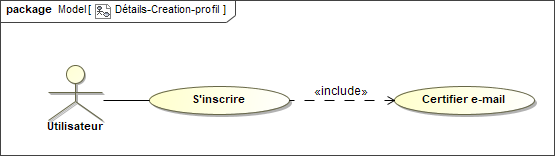 package Model[ Détails-Creation-profil ]
S'inscrire
«include»
Certifier e-mail
Utilisateur